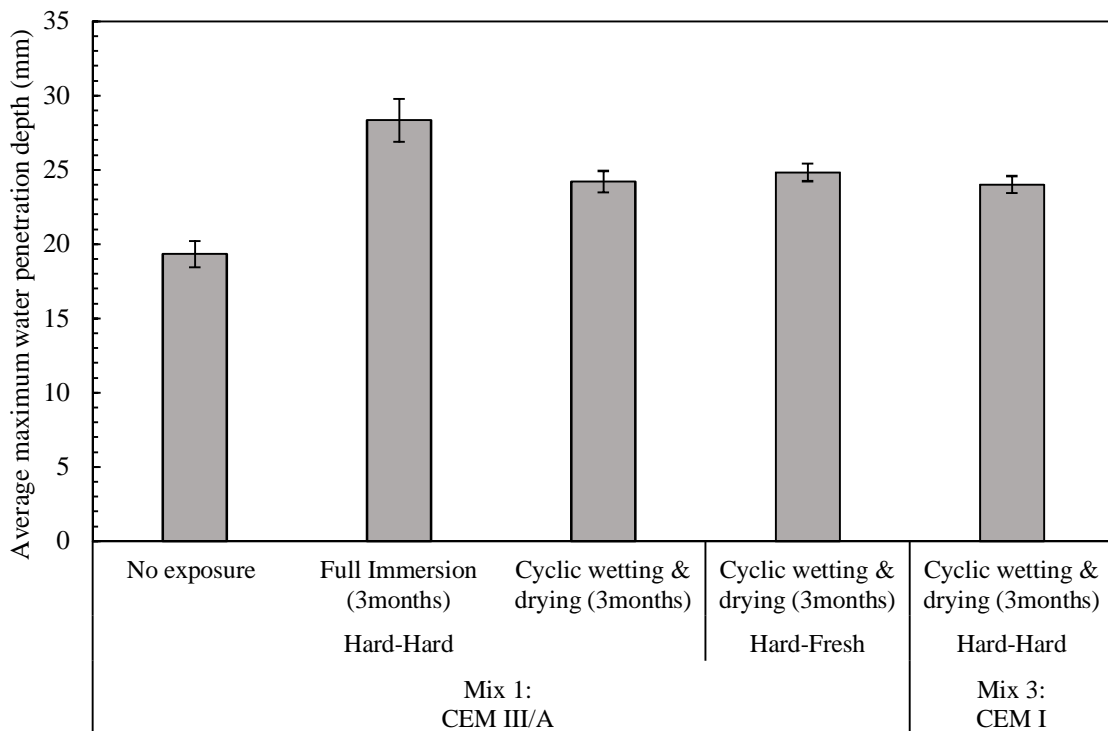 Average maximum water penetration depth (mm)
35
30
25
20
15
10
5
0
No exposure
Full Immersion
(3months)
Cyclic wetting &
drying (3months)
Cyclic wetting &
drying (3months)
Cyclic wetting &
drying (3months)
Hard-Hard
Hard-Fresh
Hard-Hard
Mix 1:
CEM III/A
Mix 3:
CEM I